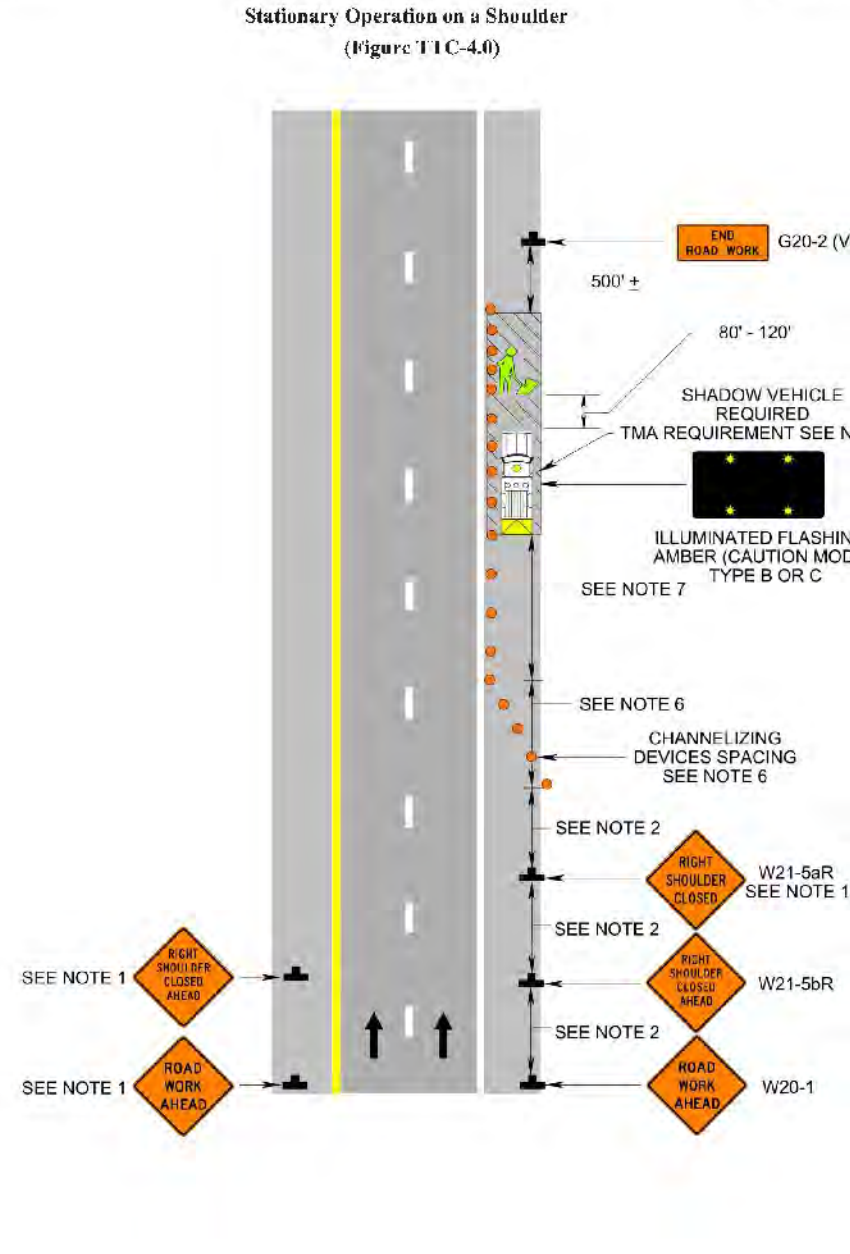 Stationary Operation on a Shoulder
(Figure TTC-4.0)
END
ROAD WORK
G20-2 (V
500' ±
80' - 120'
SHADOW VEHICLE
REQUIRED
TMA REQUIREMENT SEE N
ILLUMINATED FLASHIN
AMBER (CAUTION MOD
TYPE B OR C
SEE NOTE 7
SEE NOTE 6
CHANNELIZING
DEVICES SPACING
SEE NOTE 6
SEE NOTE 2
RIGHT
SHOULDER
CLOSED
W21-5aR
SEE NOTE 1
SEE NOTE 2
SEE NOTE 1
RIGHT
SHOULDER
CLOSED
AHEAD
RIGHT
SHOULDER
CLOSED
AHEAD
W21-5bR
SEE NOTE 2
SEE NOTE 1
ROAD
WORK
AHEAD
ROAD
WORK
AHEAD
W20-1